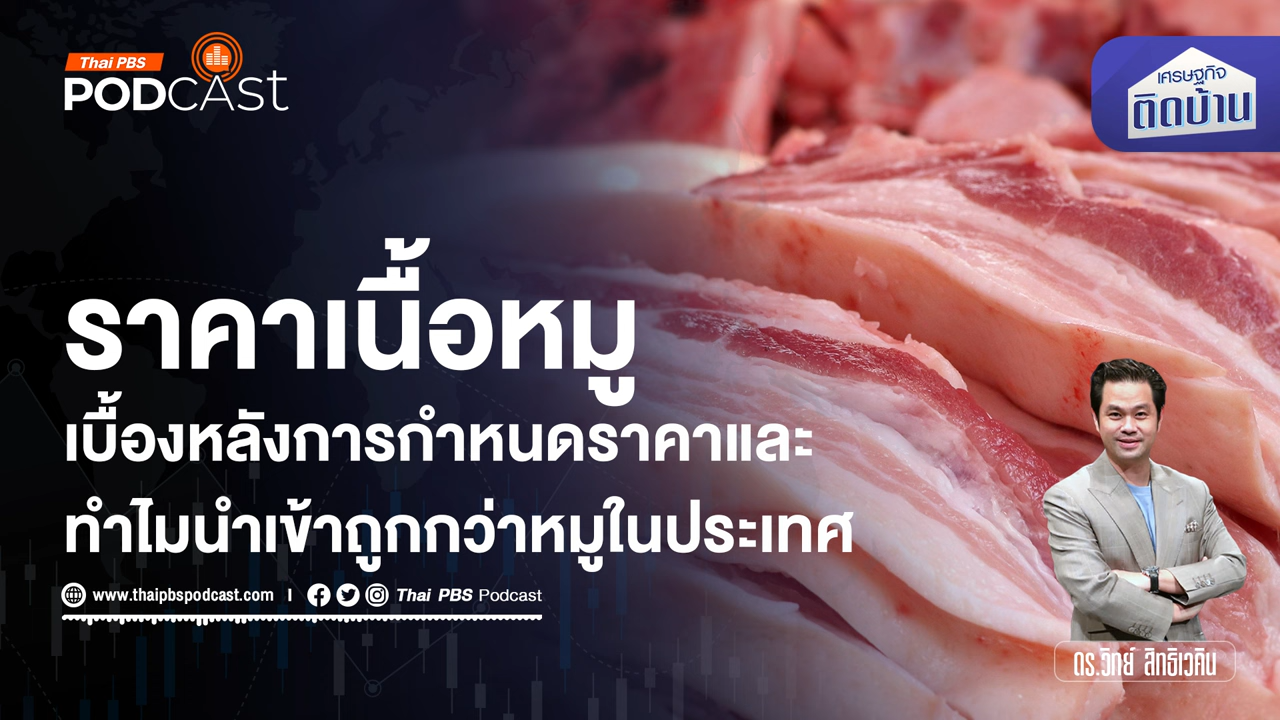 Thai PBS
PODCAST
เศรษฐกิจ
ติดบ้าน
ราคาเนื้อหมู
เบื้องหลังการกำหนดราคาและ
ทำไมนำเข้าถูกกว่าหมูในประเทศ
www.thaipbspodcast.com | Thai PBS Podcast
ดร.วิทย์ สิทธิเวคิน